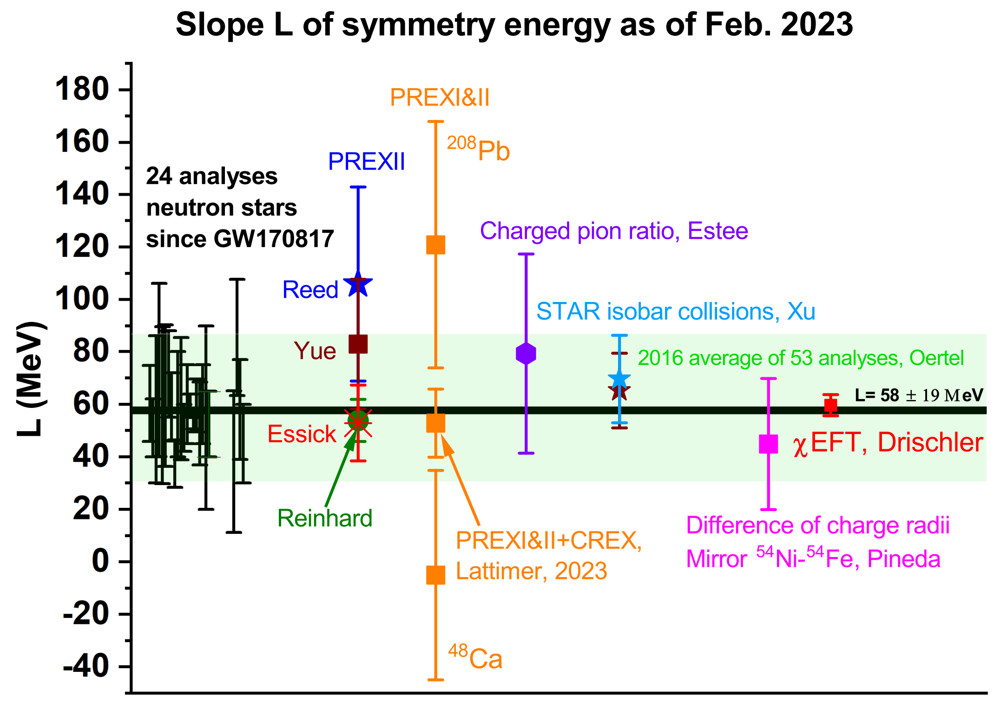 Slope L of symmetry energy as of Feb. 2023
L (MeV)
180
160
140
120
100
80
60
40
20
0
-20
-40
24 analyses
neutron stars
since GW170817
PREXII
Reed
Yue
Essick
Reinhard
PREXI&II
²⁰⁸Pb
Charged pion ratio, Estee
STAR isobar collisions, Xu
2016 average of 53 analyses, Oertel
L= 58 ± 19 MeV
χEFT, Drischler
Difference of charge radii
Mirror ⁵⁴Ni-⁵⁴Fe, Pineda
PREXI&II+CREX,
Lattimer, 2023
⁴⁸Ca